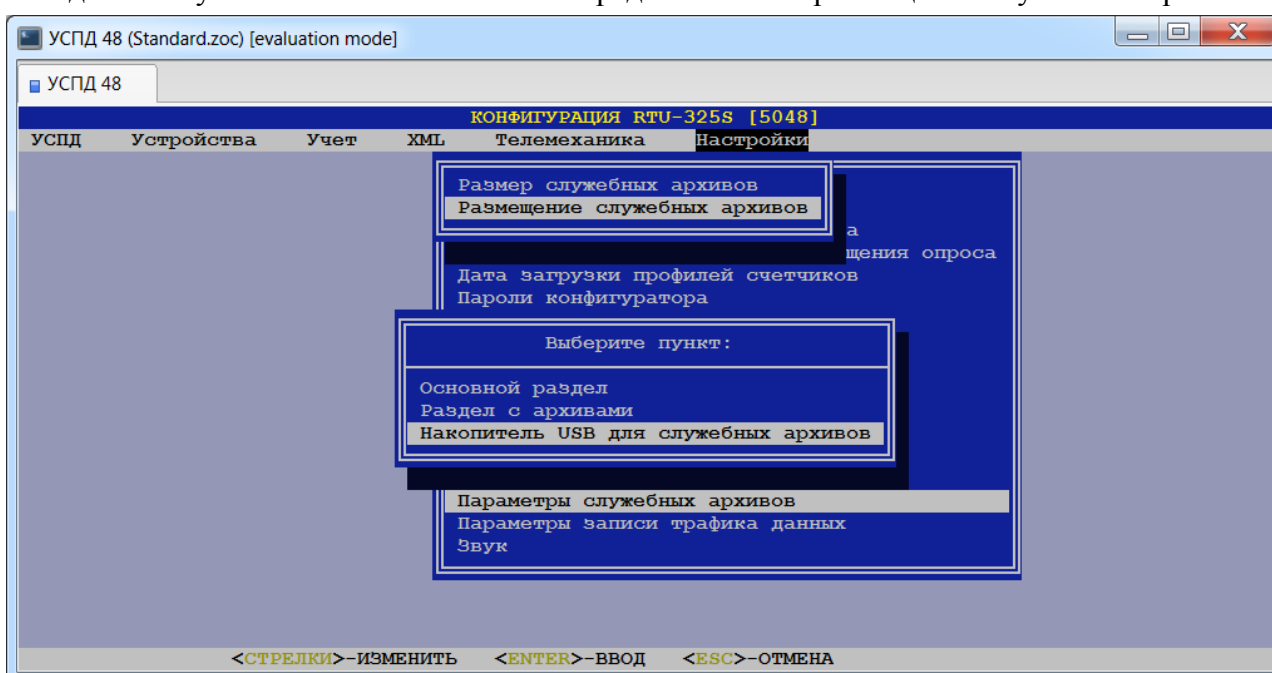 УСПД 48 (Standard.zoc) [evaluation mode]
УСПД 48
КОНФИГУРАЦИЯ RTU-325S [5048]
УСПД Устройства Учет XML Телемеханика Настройки
Размер служебных архивов
Размещение служебных архивов
а
щения опроса
Дата загрузки профилей счетчиков
Пароли конфигуратора
Выберите пункт:
Основной раздел
Раздел с архивами
Накопитель USB для служебных архивов
Параметры служебных архивов
Параметры записи трафика данных
Звук
<СТРЕЛКИ>-ИЗМЕНИТЬ <ENTER>-ВВОД <ESC>-ОТМЕНА